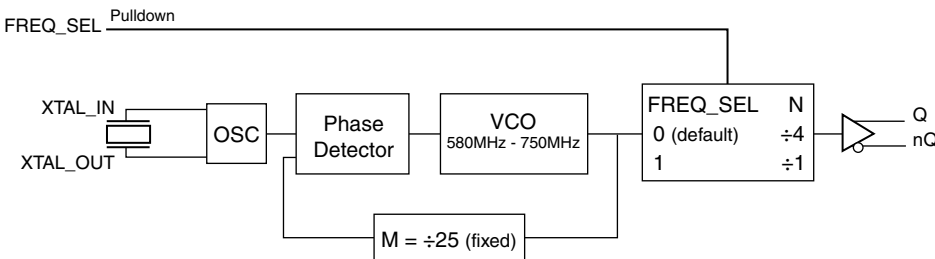 FREQ_SEL Pulldown
XTAL_IN
XTAL_OUT
OSC
Phase
Detector
VCO
580MHz - 750MHz
FREQ_SEL N
0 (default) ÷4
1 ÷1
Q
nQ
M = ÷25 (fixed)